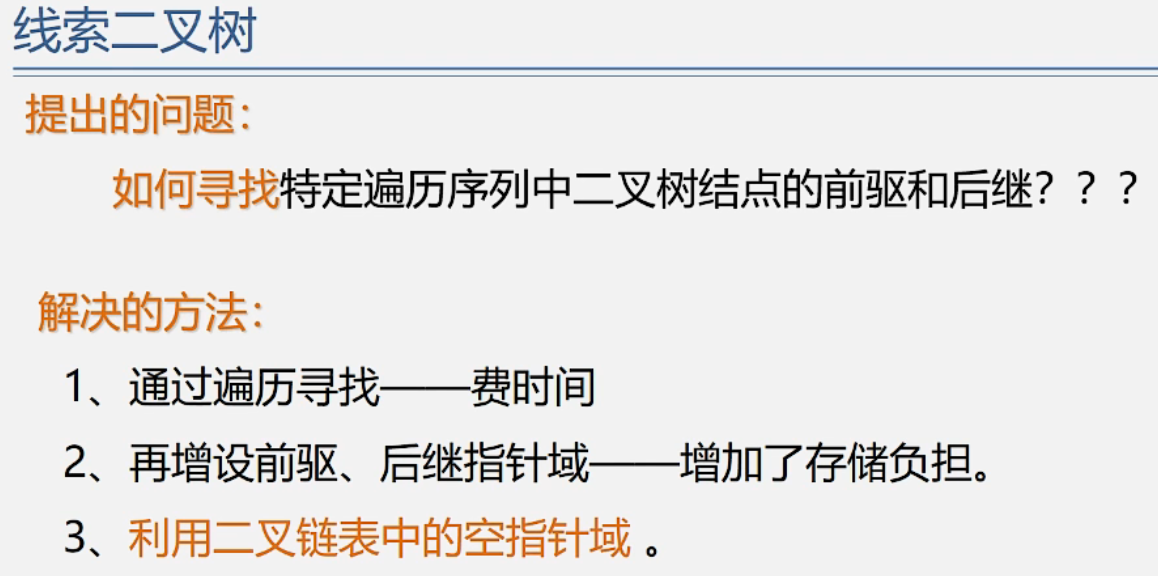 线索二叉树
提出的问题：
如何寻找特定遍历序列中二叉树结点的前驱和后继？？？
解决的方法：
1、通过遍历寻找——费时间
2、再增设前驱、后继指针域——增加了存储负担。
3、利用二叉链表中的空指针域 。